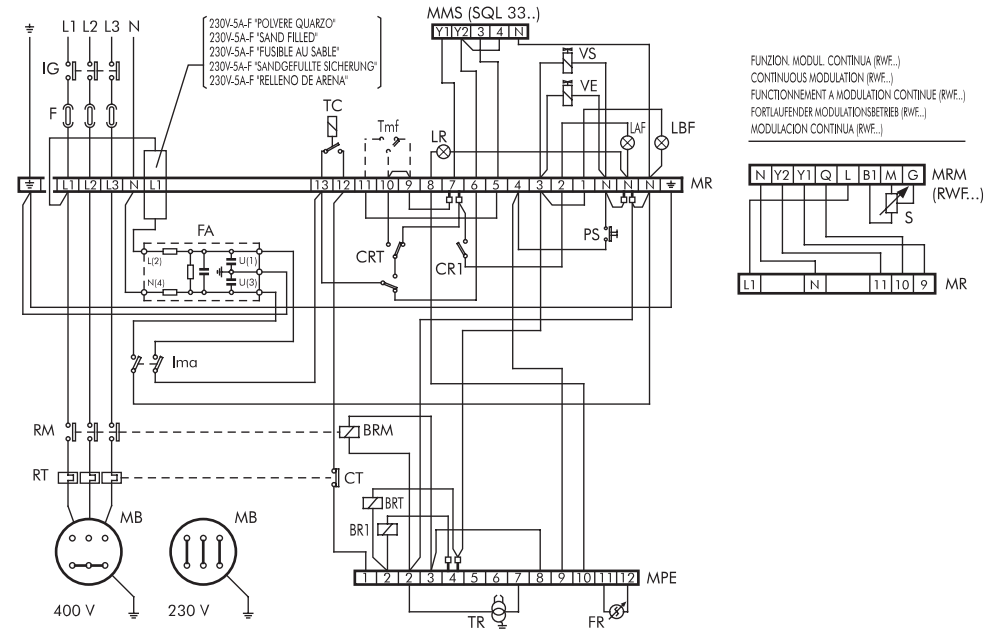 L1 L2 L3 N
IG
F
230V-5A-F "POLVERE QUARZO"
230V-5A-F "SAND FILLED"
230V-5A-F "FUSIBLE AU SABLE"
230V-5A-F "SANDGEFULLTE SICHERUNG"
230V-5A-F "RELLENO DE ARENA"
MMS (SQL 33..)
Y1 Y2 3 4 N
VS
VE
TC
Tmf
LR
LAF
LBF
L1 L2 L3 N L1 13 12 11 10 9 8 7 6 5 4 3 2 1 N N N
MR
FA
L(2) U(1)
N(4) U(3)
CRT
CR1
PS
Ima
RM
BRM
RT
CT
BRT
BR1
MB
MB
400 V
230 V
1 2 2 3 4 5 6 7 8 9 10 11 12
MPE
TR
FR
FUNZION. MODUL. CONTINUA (RWF...)
CONTINUOUS MODULATION (RWF...)
FUNCTIONNEMENT A MODULATION CONTINUE (RWF...)
FORTLAUFENDER MODULATIONSBETRIEB (RWF...)
MODULACION CONTINUA (RWF...)
N Y2 Y1 Q L B1 M G
MRM
(RWF...)
S
L1 N 11 10 9
MR